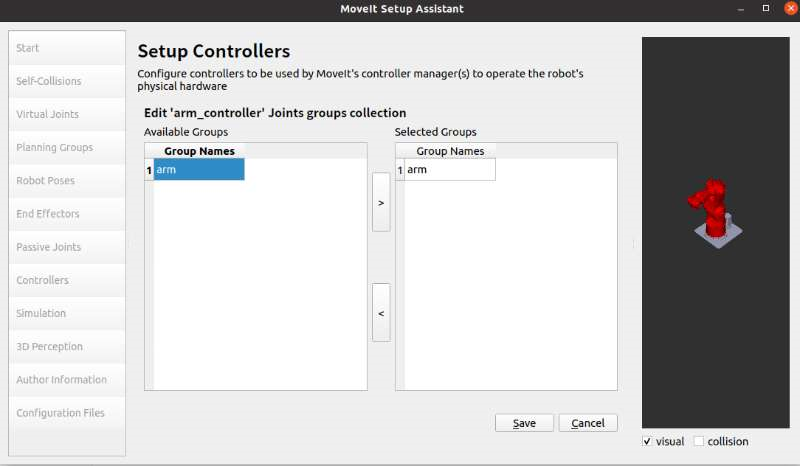 MoveIt Setup Assistant
Start
Self-Collisions
Virtual Joints
Planning Groups
Robot Poses
End Effectors
Passive Joints
Controllers
Simulation
3D Perception
Author Information
Configuration Files
Setup Controllers
Configure controllers to be used by MoveIt's controller manager(s) to operate the robot's
physical hardware
Edit 'arm_controller' Joints groups collection
Available Groups
Group Names
1 arm
>
<
Selected Groups
Group Names
1 arm
Save
Cancel
visual
collision